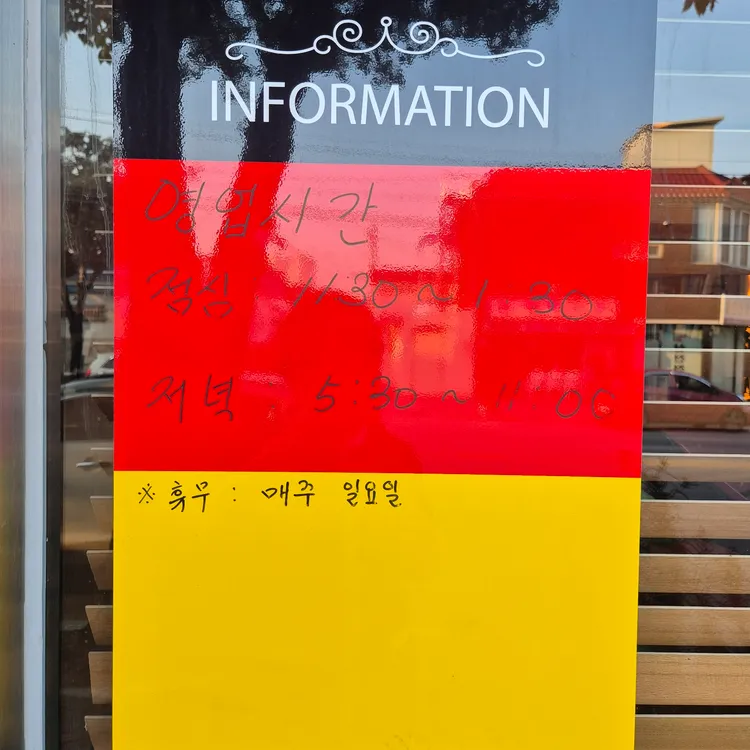 INFORMATION
영업시간
점심 11:30 ~ 1:30
저녁 : 5:30 ~ 11:00
※ 휴무 : 매주 일요일